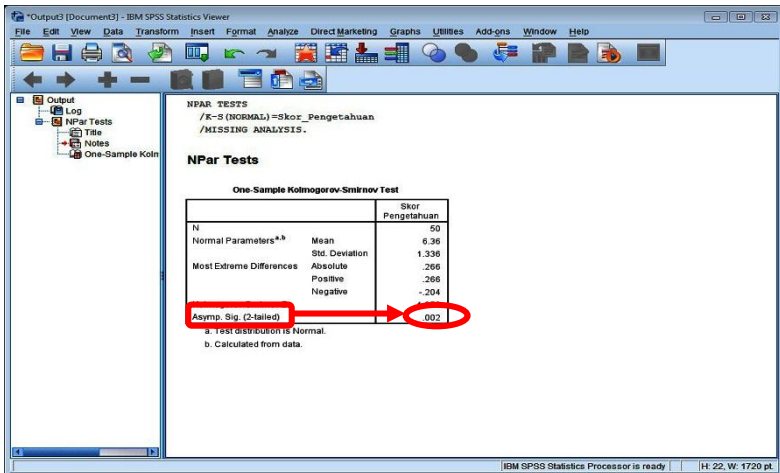 *Output3 [Document3] - IBM SPSS Statistics Viewer
File Edit View Data Transform Insert Format Analyze Direct Marketing Graphs Utilities Add-ons Window Help
Output
Log
NPar Tests
Title
Notes
One-Sample Kolm
NPAR TESTS
/K-S(NORMAL)=Skor_Pengetahuan
/MISSING ANALYSIS.
NPar Tests
One-Sample Kolmogorov-Smirnov Test
Skor Pengetahuan
N 50
Normal Parameters a,b Mean 6.36
Std. Deviation 1.336
Most Extreme Differences Absolute .266
Positive .266
Negative -.204
Asymp. Sig. (2-tailed) .002
a. Test distribution is Normal.
b. Calculated from data.
IBM SPSS Statistics Processor is ready H: 22, W: 1720 pt.